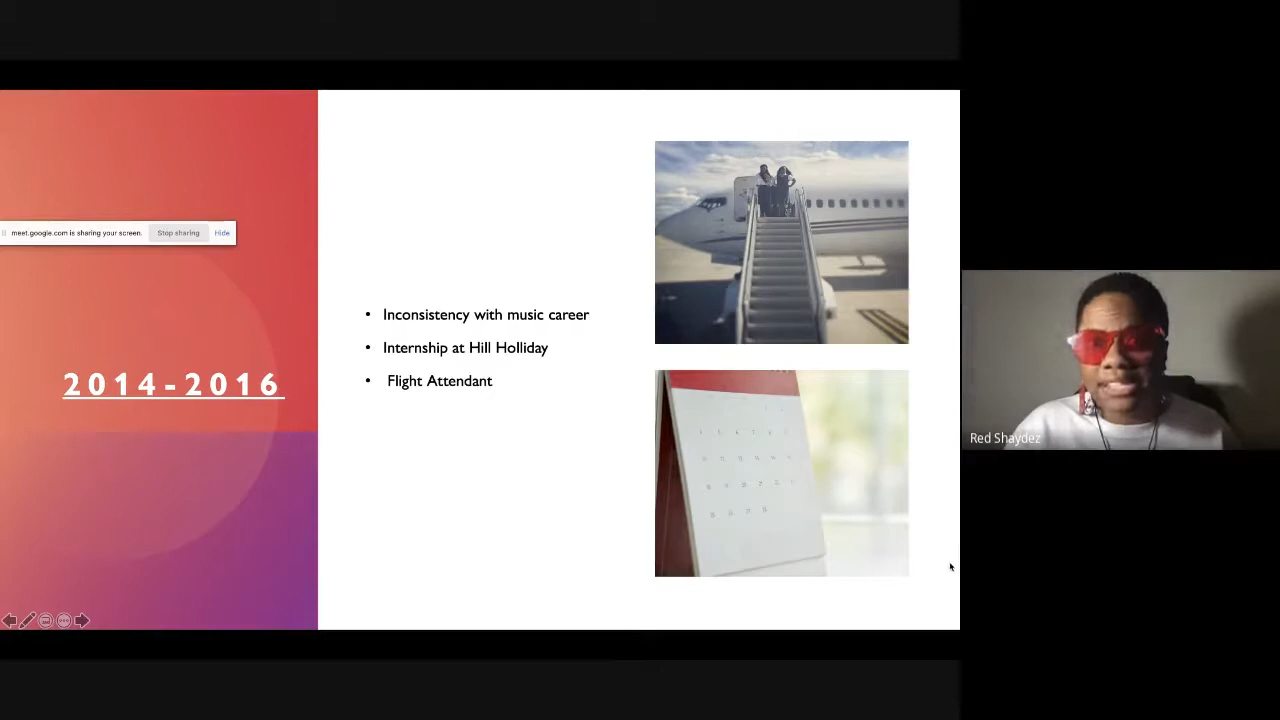 meet.google.com is sharing your screen. Stop sharing Hide
2014-2016
• Inconsistency with music career
• Internship at Hill Holliday
• Flight Attendant
Red Shaydez